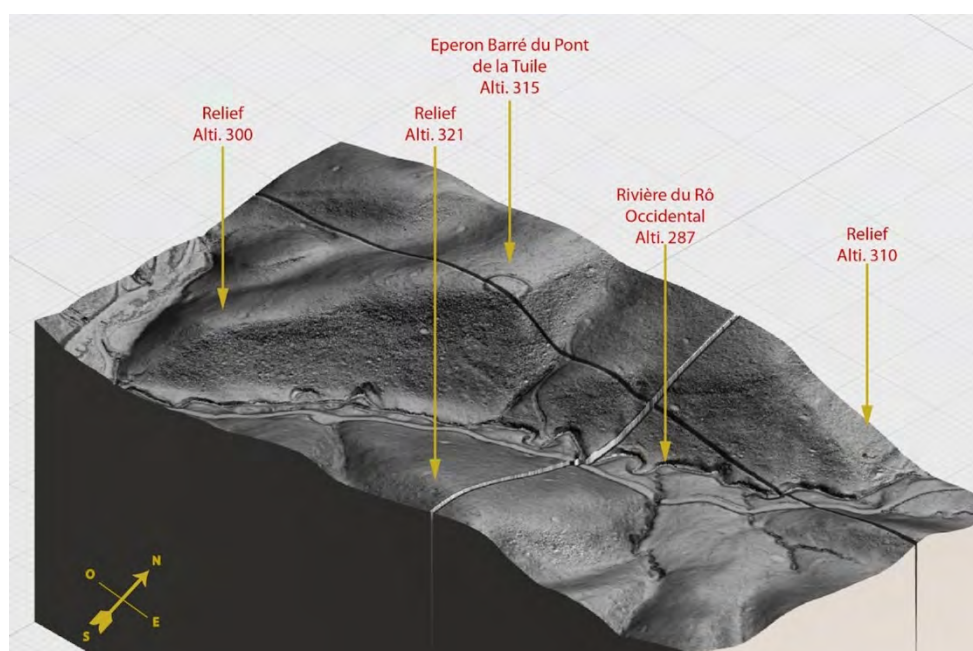 Eperon Barré du Pont
de la Tuile
Alti. 315
Relief
Alti. 300
Relief
Alti. 321
Rivière du Rô
Occidental
Alti. 287
Relief
Alti. 310
N
O
E
S